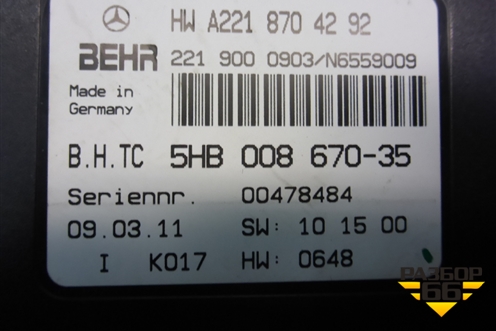 HW A221 870 42 92
BEHR 221 900 0903/N6559009
Made in
Germany
B.H.TC 5HB 008 670-35
Seriennr. 00478484
09.03.11 SW: 10 15 00
I K017 HW: 0648
РАЗБОР
66